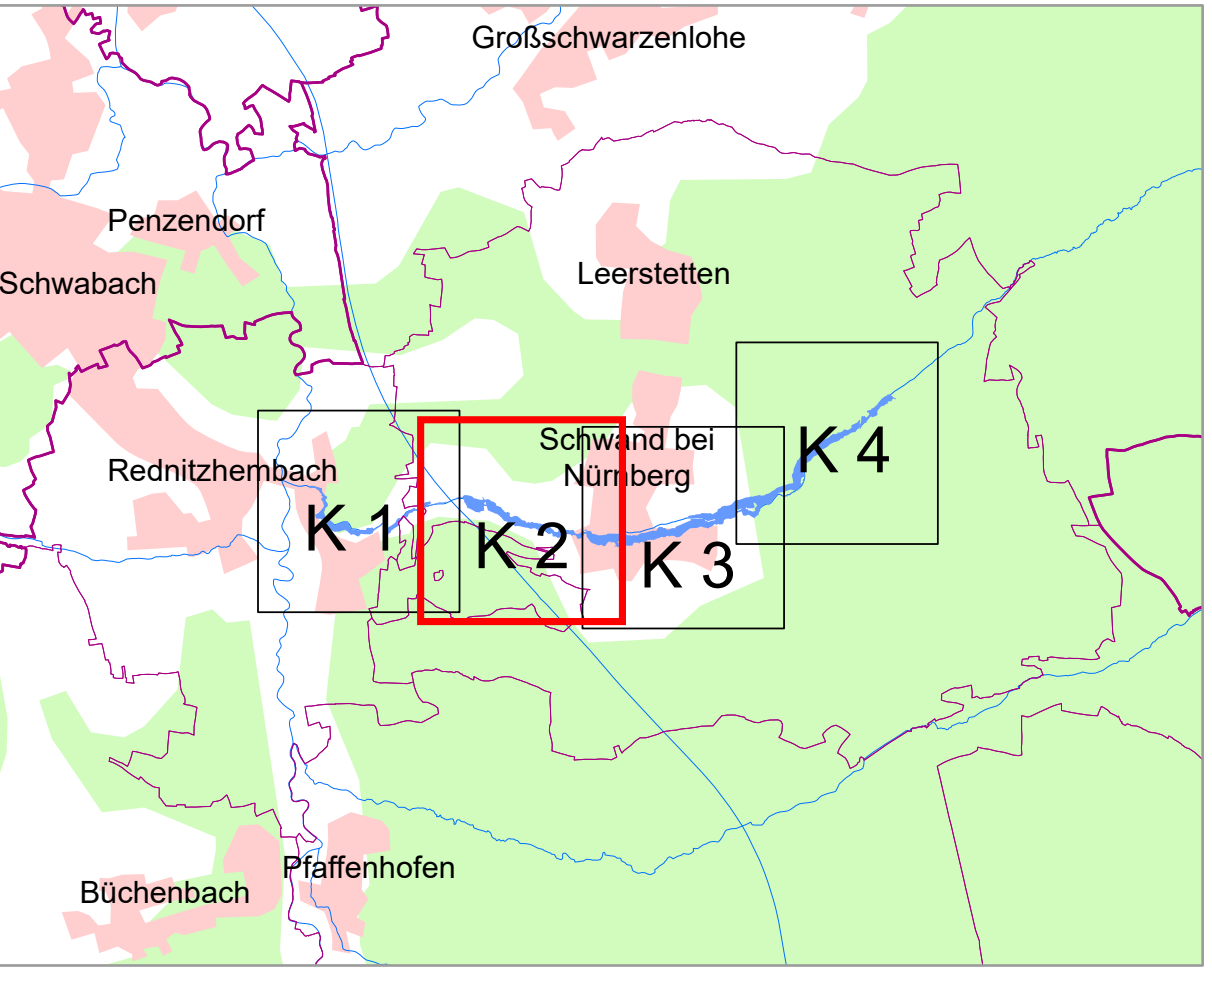 Großschwarzenlohe
Penzendorf
Schwabach
Leerstetten
Schwand bei
Nürnberg
Rednitzhembach
K 1
K 2
K 3
K 4
Pfaffenhofen
Büchenbach